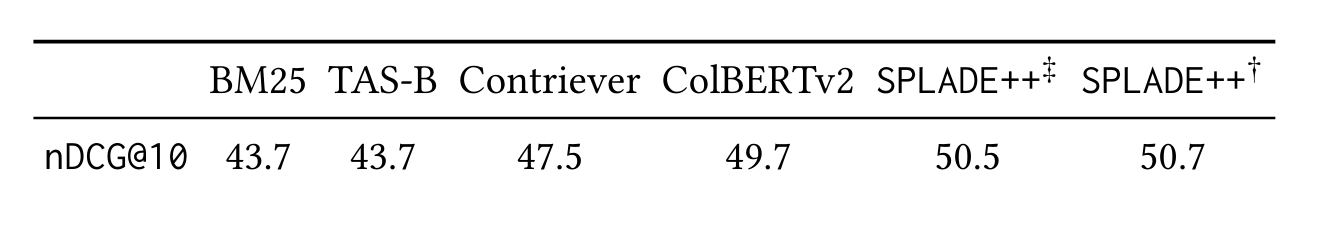 BM25 TAS-B Contriever ColBERTv2 SPLADE++‡ SPLADE++†
nDCG@10 43.7 43.7 47.5 49.7 50.5 50.7